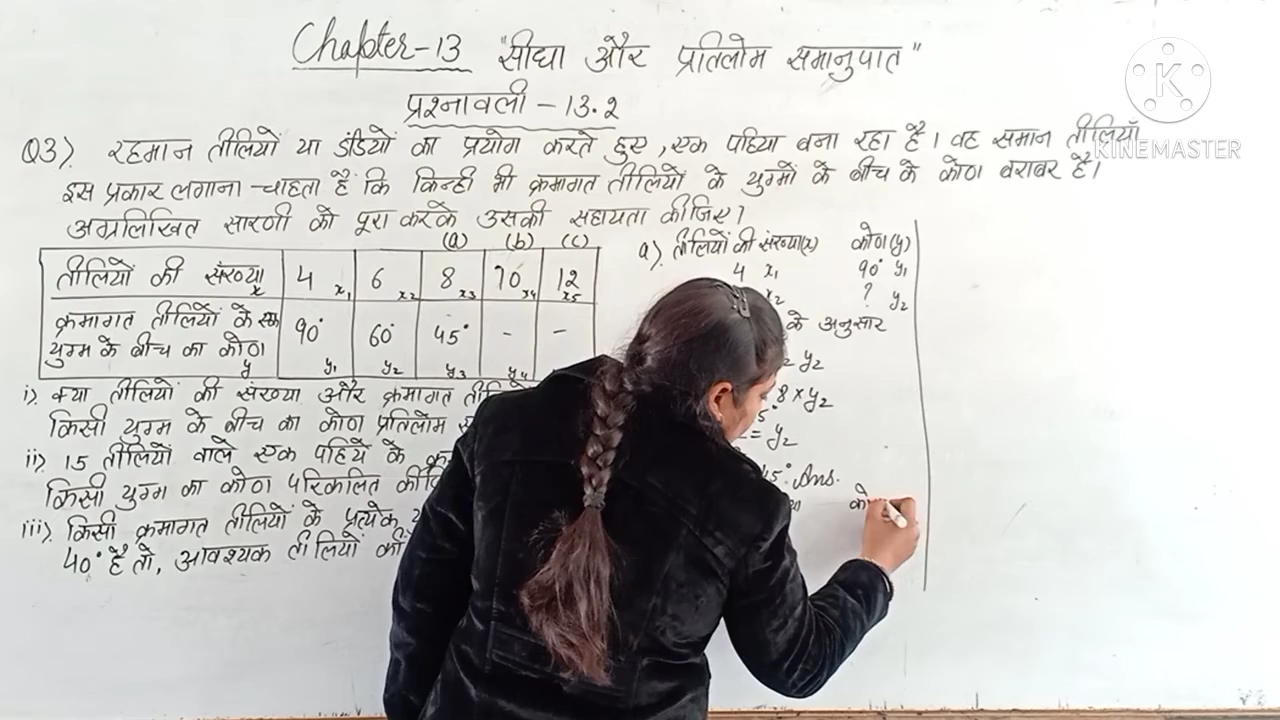 Chapter-13 "सीधा और प्रतिलोम समानुपात"
प्रश्नावली - 13.2
Q3). रहमान तीलियों या डंडियों का प्रयोग करते हुए, एक पहिया बना रहा है। वह समान तीलियाँ
इस प्रकार लगाना चाहता है कि किन्ही भी क्रमागत तीलियों के युग्मों के बीच के कोण बराबर है।
अग्रलिखित सारणी को पूरा करके उसकी सहायता कीजिए।
(a) (b) (c)
तीलियों की संख्या x 4 x₁ 6 x₂ 8 x₃ 10 x₄ 12 x₅
क्रमागत तीलियों के एक
युग्म के बीच का कोण y 90° y₁ 60° y₂ 45° y₃ - y₄ -
i). क्या तीलियों की संख्या और क्रमागत
किसी युग्म के बीच का कोण प्रतिलोम
ii). 15 तीलियों वाले एक पहिये के
किसी युग्म का कोण परिकलित
iii). किसी क्रमागत तीलियों के प्रत्येक
40° है तो, आवश्यक तीलियों की
a). तीलियों की संख्या(x) कोण(y)
4 x₁ 90° y₁
x₂ ? y₂
के अनुसार
y₂
8 × y₂
= y₂
45° Ans.
को
KINEMASTER